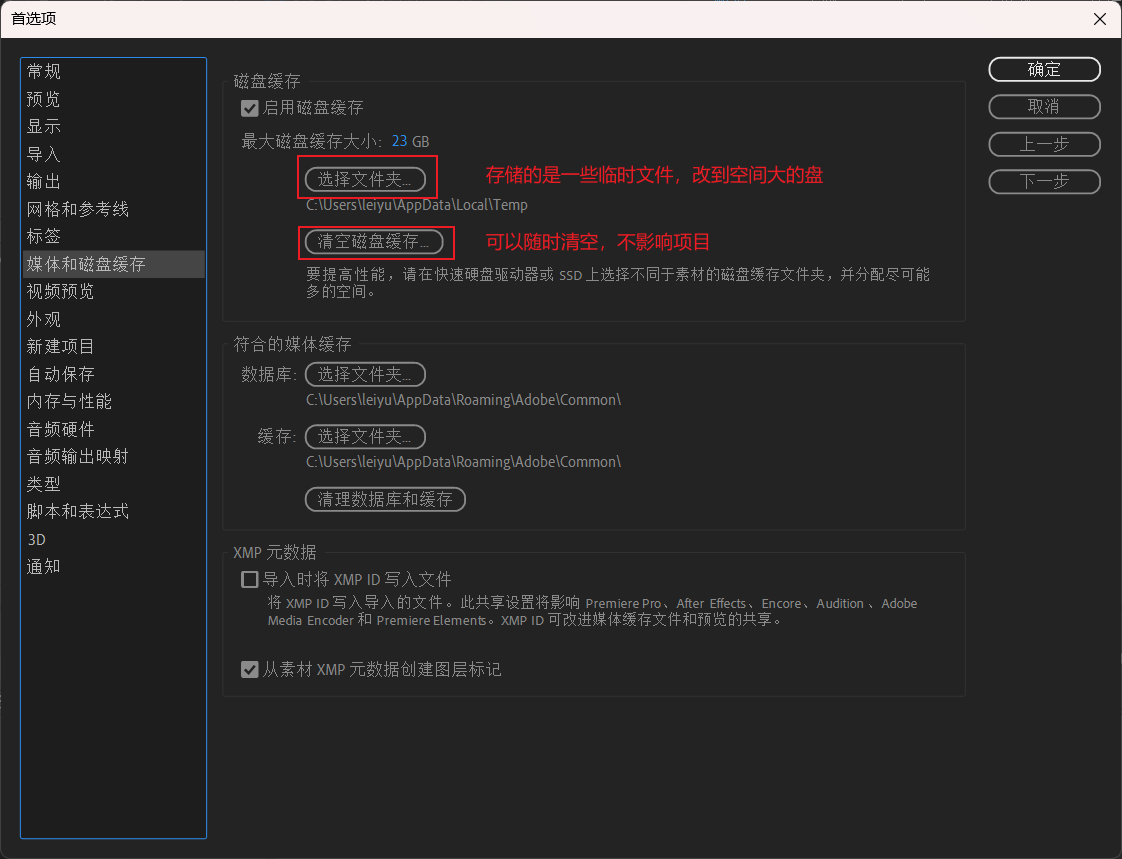 首选项
常规
预览
显示
导入
输出
网格和参考线
标签
媒体和磁盘缓存
视频预览
外观
新建项目
自动保存
内存与性能
音频硬件
音频输出映射
类型
脚本和表达式
3D
通知
磁盘缓存
启用磁盘缓存
最大磁盘缓存大小: 23 GB
选择文件夹... 存储的是一些临时文件，改到空间大的盘
C:\Users\leiyu\AppData\Local\Temp
清空磁盘缓存... 可以随时清空，不影响项目
要提高性能，请在快速硬盘驱动器或 SSD 上选择不同于素材的磁盘缓存文件夹，并分配尽可能
多的空间。
符合的媒体缓存
数据库: 选择文件夹...
C:\Users\leiyu\AppData\Roaming\Adobe\Common\
缓存: 选择文件夹...
C:\Users\leiyu\AppData\Roaming\Adobe\Common\
清理数据库和缓存
XMP 元数据
导入时将 XMP ID 写入文件
将 XMP ID 写入导入的文件。此共享设置将影响 Premiere Pro、After Effects、Encore、Audition 、Adobe
Media Encoder 和 Premiere Elements。XMP ID 可改进媒体缓存文件和预览的共享。
从素材 XMP 元数据创建图层标记
确定
取消
上一步
下一步